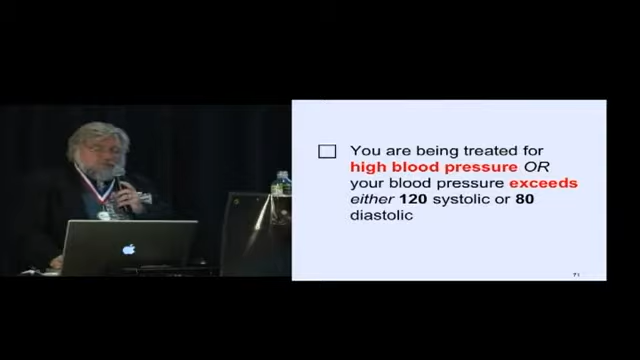 You are being treated for
high blood pressure OR
your blood pressure exceeds
either 120 systolic or 80
diastolic
71